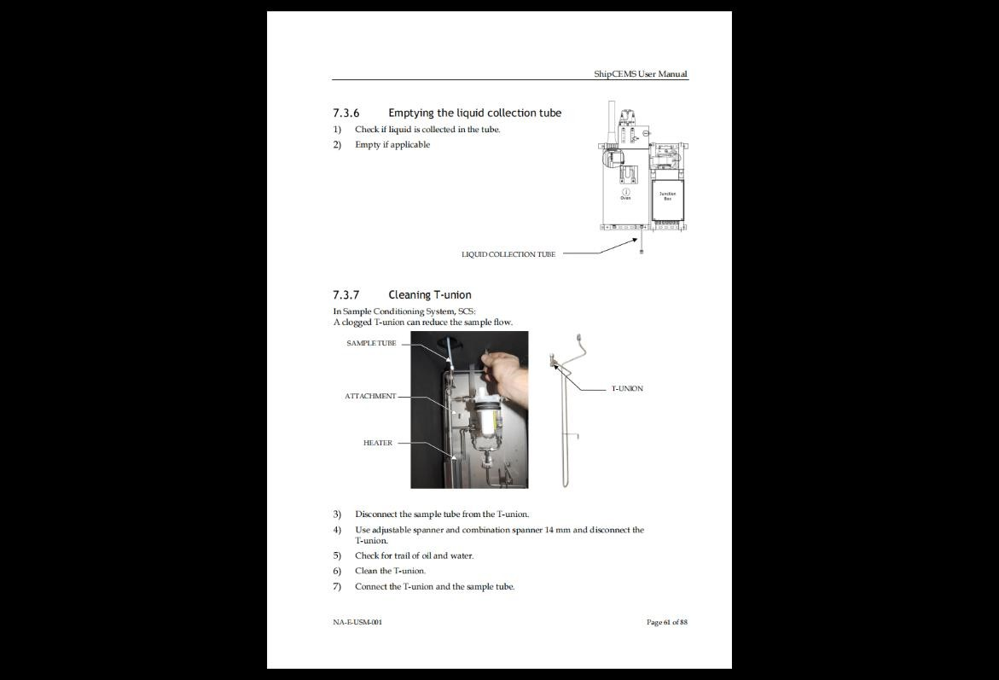 ShipCEMS User Manual
7.3.6 Emptying the liquid collection tube
1) Check if liquid is collected in the tube.
2) Empty if applicable
Oven
Junction
Box
LIQUID COLLECTION TUBE
7.3.7 Cleaning T-union
In Sample Conditioning System, SCS:
A clogged T-union can reduce the sample flow.
SAMPLE TUBE
ATTACHMENT
HEATER
T-UNION
3) Disconnect the sample tube from the T-union.
4) Use adjustable spanner and combination spanner 14 mm and disconnect the
T-union.
5) Check for trail of oil and water.
6) Clean the T-union.
7) Connect the T-union and the sample tube.
NA-E-USM-001
Page 61 of 88